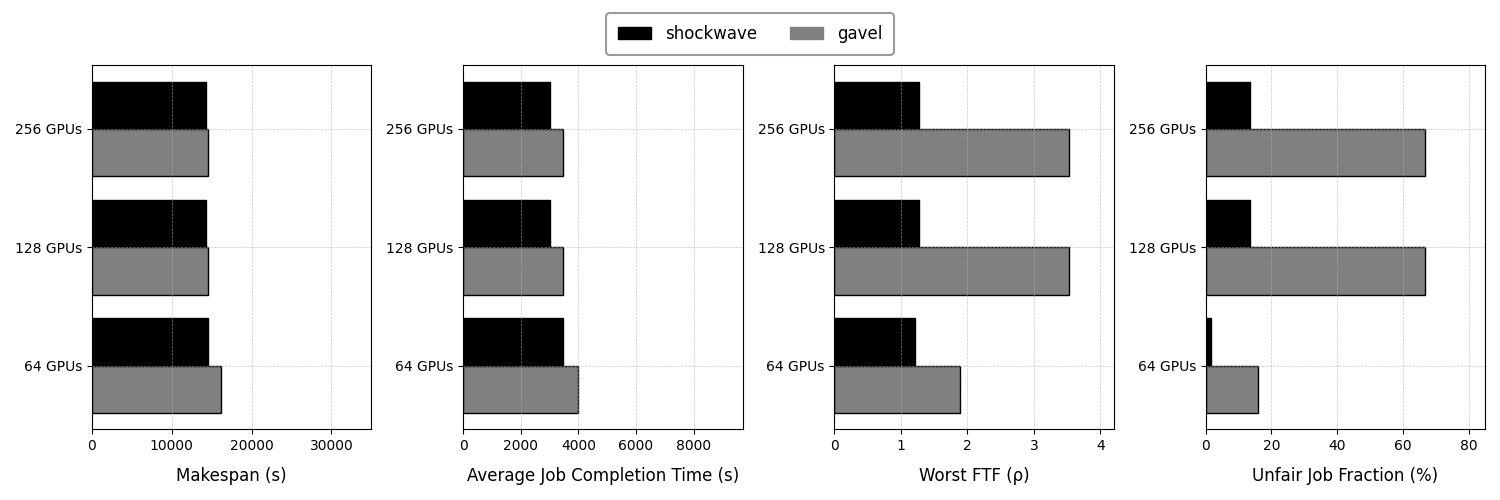 shockwave gavel
256 GPUs
128 GPUs
64 GPUs
0 10000 20000 30000
Makespan (s)
256 GPUs
128 GPUs
64 GPUs
0 2000 4000 6000 8000
Average Job Completion Time (s)
256 GPUs
128 GPUs
64 GPUs
0 1 2 3 4
Worst FTF (ρ)
256 GPUs
128 GPUs
64 GPUs
0 20 40 60 80
Unfair Job Fraction (%)